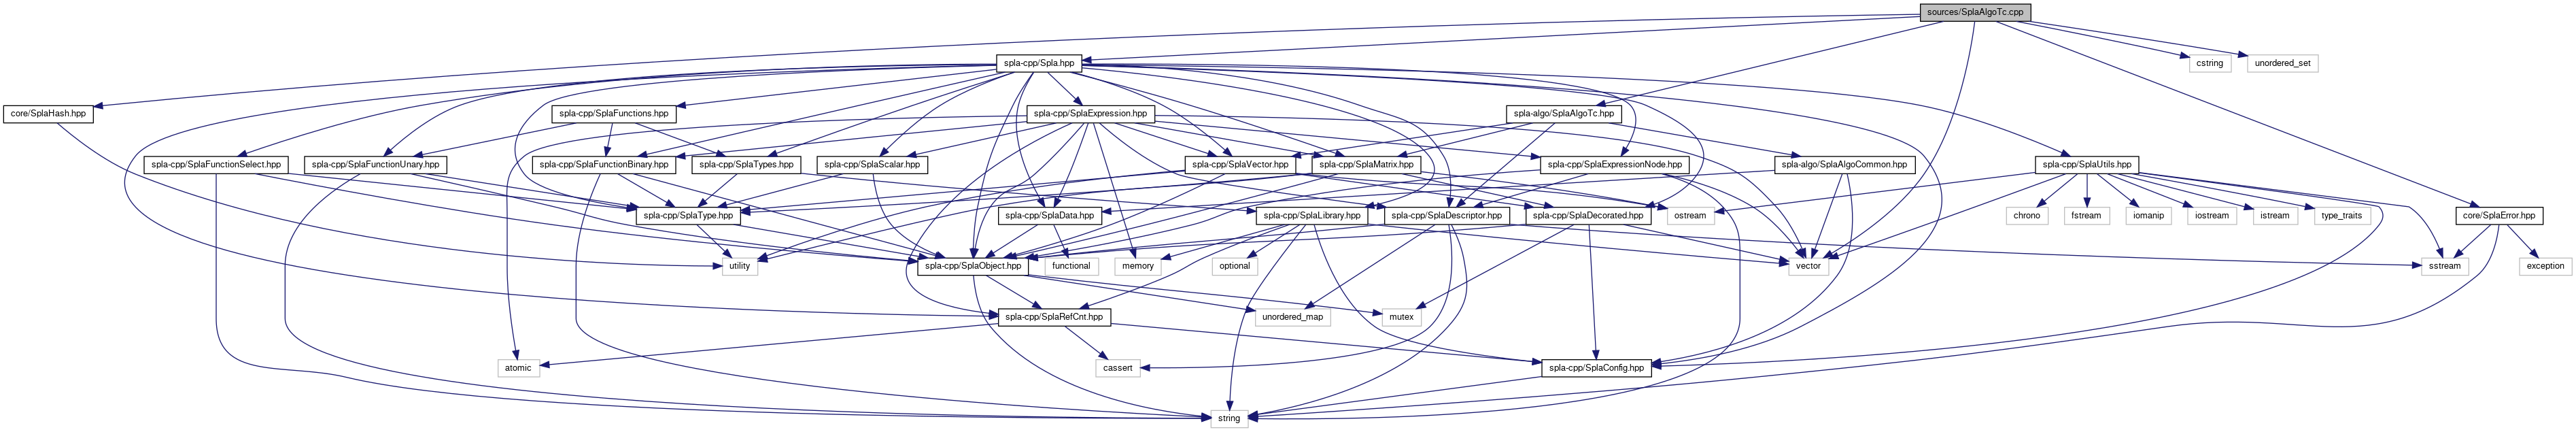 sources/SplaAlgoTc.cpp
spla-cpp/Spla.hpp
cstring
unordered_set
core/SplaHash.hpp
spla-cpp/SplaFunctions.hpp
spla-cpp/SplaExpression.hpp
spla-algo/SplaAlgoTc.hpp
spla-cpp/SplaFunctionSelect.hpp
spla-cpp/SplaFunctionUnary.hpp
spla-cpp/SplaFunctionBinary.hpp
spla-cpp/SplaTypes.hpp
spla-cpp/SplaScalar.hpp
spla-cpp/SplaVector.hpp
spla-cpp/SplaMatrix.hpp
spla-cpp/SplaExpressionNode.hpp
spla-algo/SplaAlgoCommon.hpp
spla-cpp/SplaUtils.hpp
spla-cpp/SplaType.hpp
spla-cpp/SplaData.hpp
spla-cpp/SplaLibrary.hpp
spla-cpp/SplaDescriptor.hpp
spla-cpp/SplaDecorated.hpp
ostream
chrono
fstream
iomanip
iostream
istream
type_traits
core/SplaError.hpp
utility
spla-cpp/SplaObject.hpp
functional
memory
optional
vector
sstream
exception
spla-cpp/SplaRefCnt.hpp
unordered_map
mutex
atomic
cassert
spla-cpp/SplaConfig.hpp
string